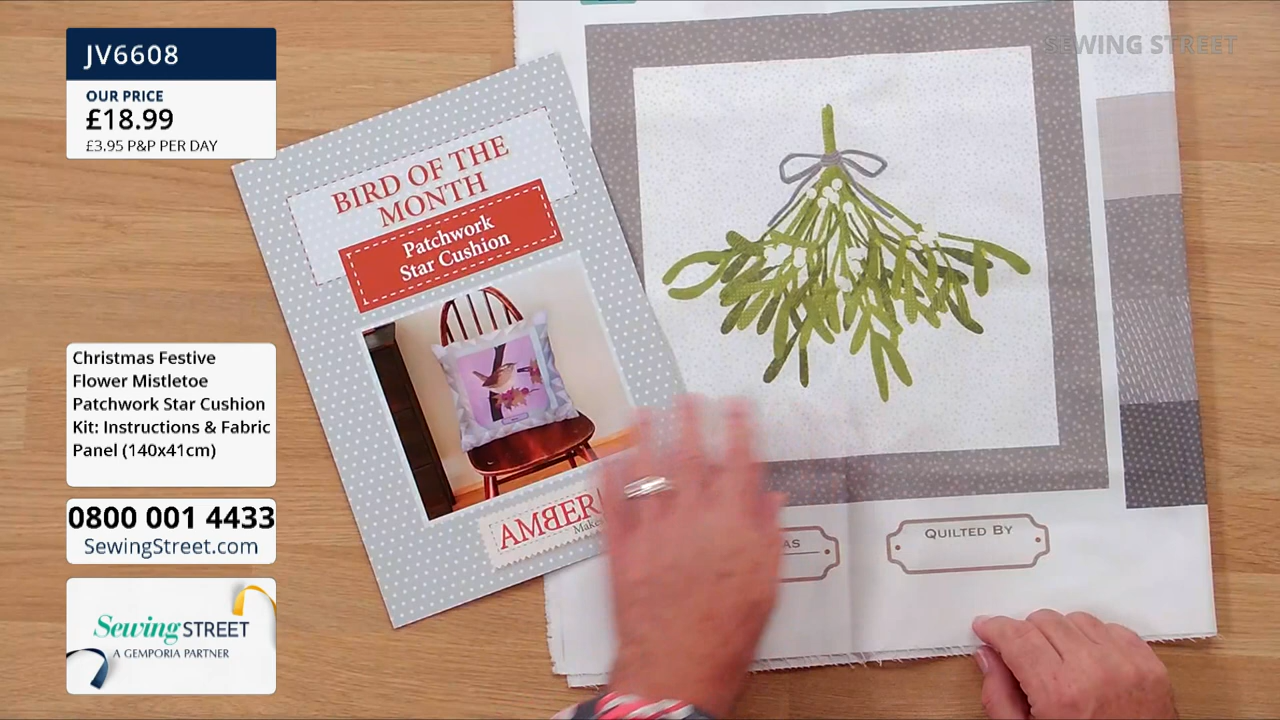 JV6608
OUR PRICE
£18.99
£3.95 P&P PER DAY
Christmas Festive
Flower Mistletoe
Patchwork Star Cushion
Kit: Instructions & Fabric
Panel (140x41cm)
0800 001 4433
SewingStreet.com
Sewing STREET
A GEMPORIA PARTNER
SEWING STREET
BIRD OF THE
MONTH
Patchwork
Star Cushion
AMBER
Makes
QUILTED BY